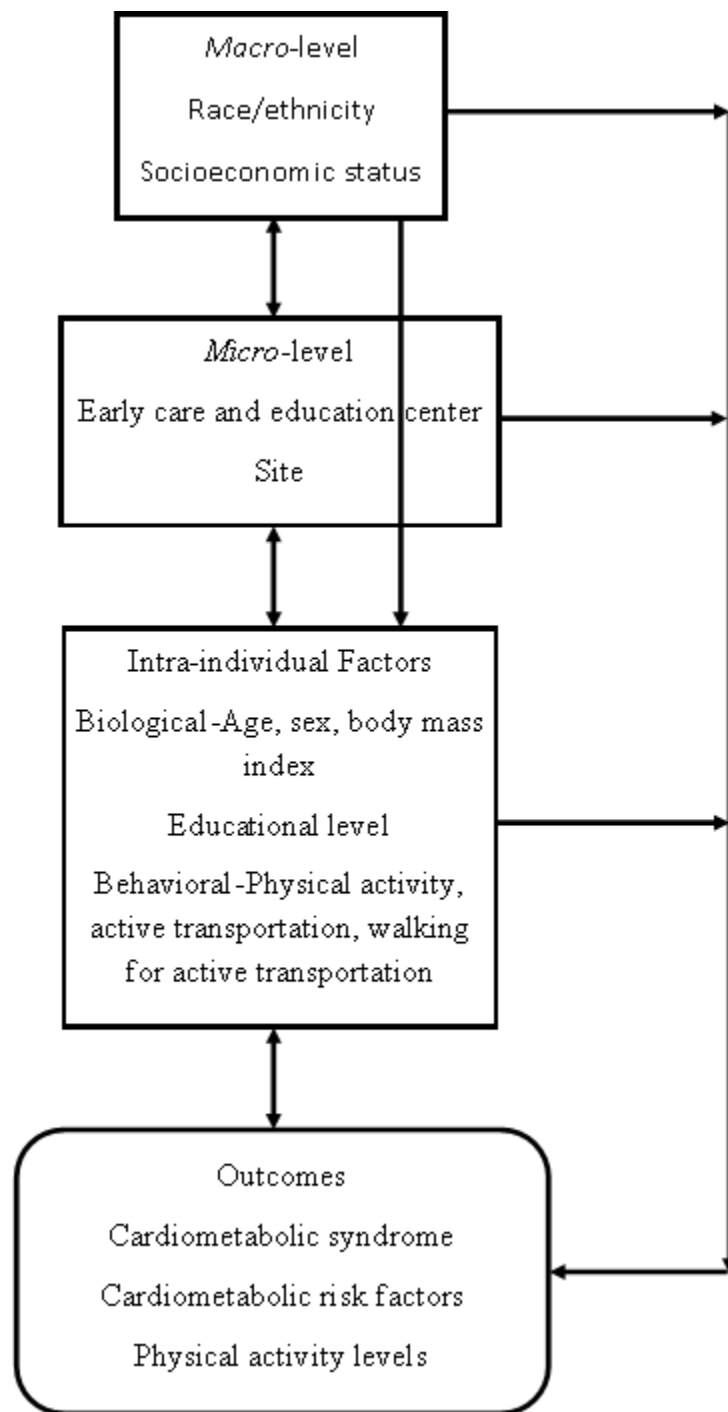 Macro-level
Race/ethnicity
Socioeconomic status
Micro-level
Early care and education center
Site
Intra-individual Factors
Biological-Age, sex, body mass
index
Educational level
Behavioral-Physical activity,
active transportation, walking
for active transportation
Outcomes
Cardiometabolic syndrome
Cardiometabolic risk factors
Physical activity levels